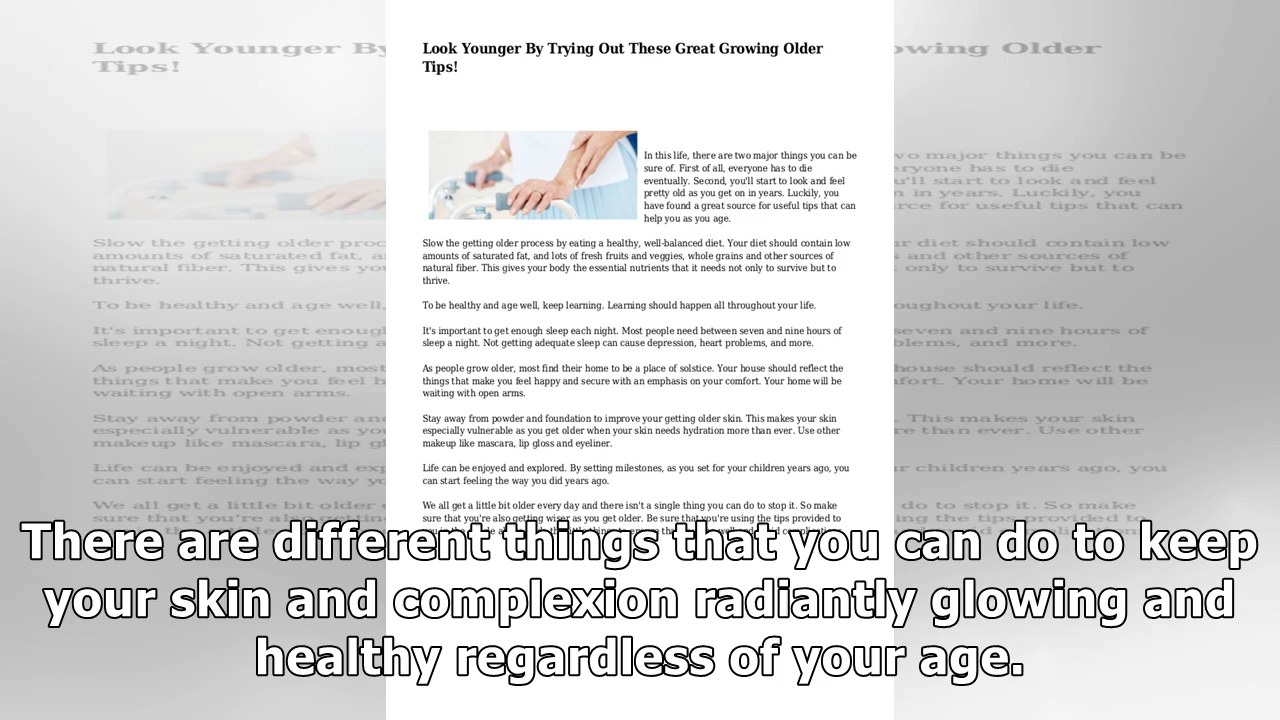 Look Younger By Trying Out These Great Growing Older
Tips!
In this life, there are two major things you can be
sure of. First of all, everyone has to die
eventually. Second, you'll start to look and feel
pretty old as you get on in years. Luckily, you
have found a great source for useful tips that can
help you as you age.
Slow the getting older process by eating a healthy, well-balanced diet. Your diet should contain low
amounts of saturated fat, and lots of fresh fruits and veggies, whole grains and other sources of
natural fiber. This gives your body the essential nutrients that it needs not only to survive but to
thrive.
To be healthy and age well, keep learning. Learning should happen all throughout your life.
It's important to get enough sleep each night. Most people need between seven and nine hours of
sleep a night. Not getting adequate sleep can cause depression, heart problems, and more.
As people grow older, most find their home to be a place of solstice. Your house should reflect the
things that make you feel happy and secure with an emphasis on your comfort. Your home will be
waiting with open arms.
Stay away from powder and foundation to improve your getting older skin. This makes your skin
especially vulnerable as you get older when your skin needs hydration more than ever. Use other
makeup like mascara, lip gloss and eyeliner.
Life can be enjoyed and explored. By setting milestones, as you set for your children years ago, you
can start feeling the way you did years ago.
We all get a little bit older every day and there isn't a single thing you can do to stop it. So make
sure that you're also getting wiser as you get older. Be sure that you're using the tips provided to
There are different things that you can do to keep
your skin and complexion radiantly glowing and
healthy regardless of your age.